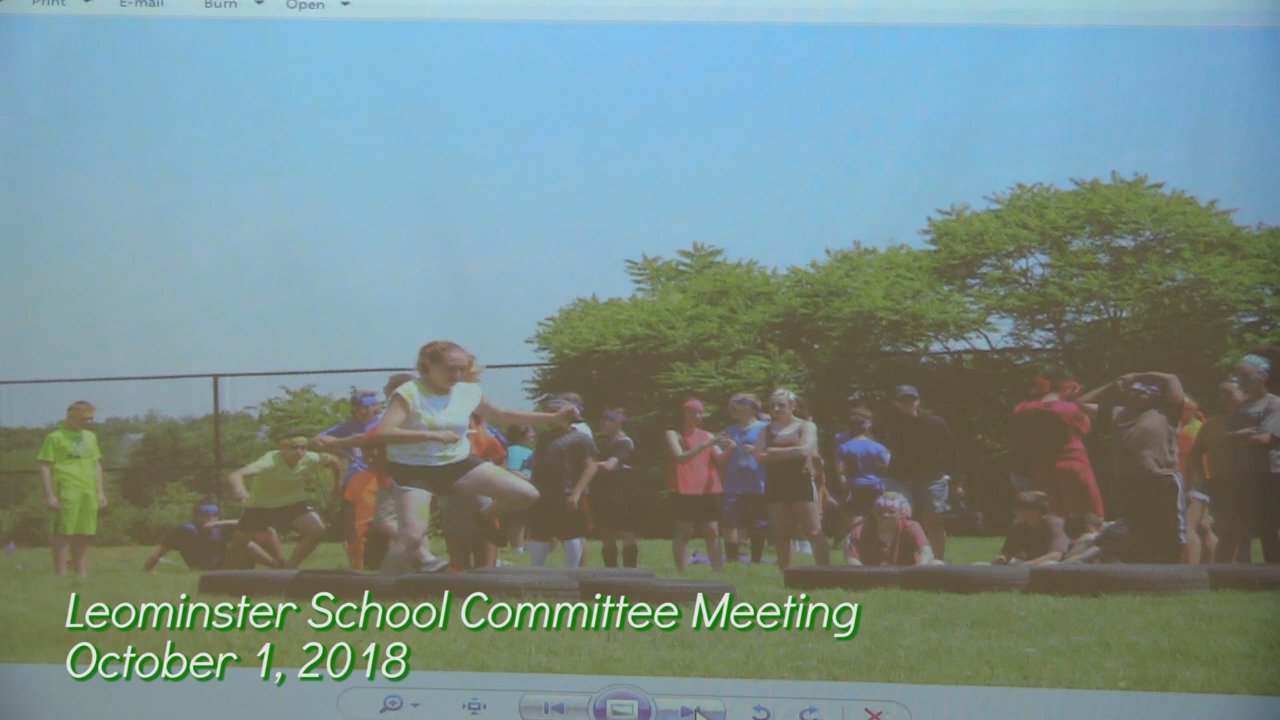 Print E-mail Burn Open
Leominster School Committee Meeting
October 1, 2018